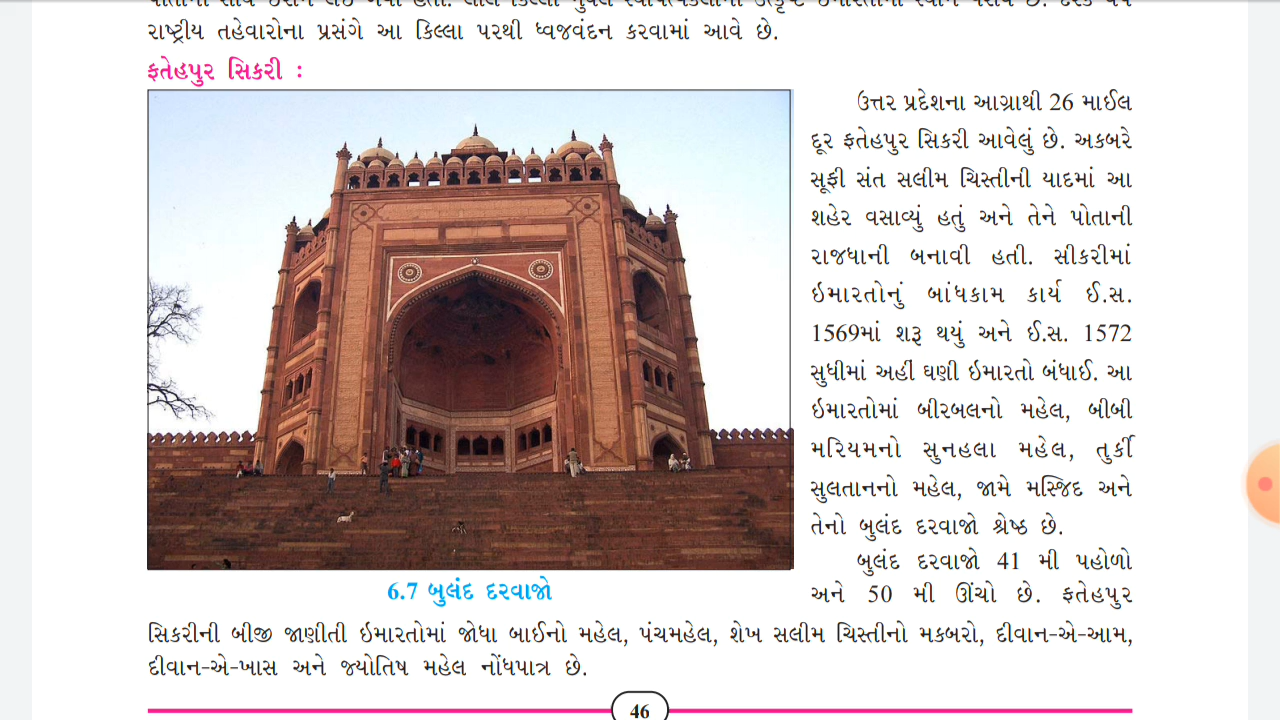 રાષ્ટ્રીય તહેવારોના પ્રસંગે આ કિલ્લા પરથી ધ્વજવંદન કરવામાં આવે છે.
ફતેહપુર સિકરી :
ઉત્તર પ્રદેશના આગ્રાથી 26 માઈલ
દૂર ફતેહપુર સિકરી આવેલું છે. અકબરે
સૂફી સંત સલીમ ચિસ્તીની યાદમાં આ
શહેર વસાવ્યું હતું અને તેને પોતાની
રાજધાની બનાવી હતી. સીકરીમાં
ઇમારતોનું બાંધકામ કાર્ય ઈ.સ.
1569માં શરૂ થયું અને ઈ.સ. 1572
સુધીમાં અહીં ઘણી ઇમારતો બંધાઈ. આ
ઇમારતોમાં બીરબલનો મહેલ, બીબી
મરિયમનો સુનહલા મહેલ, તુર્કી
સુલતાનનો મહેલ, જામે મસ્જિદ અને
તેનો બુલંદ દરવાજો શ્રેષ્ઠ છે.
બુલંદ દરવાજો 41 મી પહોળો
અને 50 મી ઊંચો છે. ફતેહપુર
6.7 બુલંદ દરવાજો
સિકરીની બીજી જાણીતી ઇમારતોમાં જોધા બાઈનો મહેલ, પંચમહેલ, શેખ સલીમ ચિસ્તીનો મકબરો, દીવાન-એ-આમ,
દીવાન-એ-ખાસ અને જ્યોતિષ મહેલ નોંધપાત્ર છે.
46